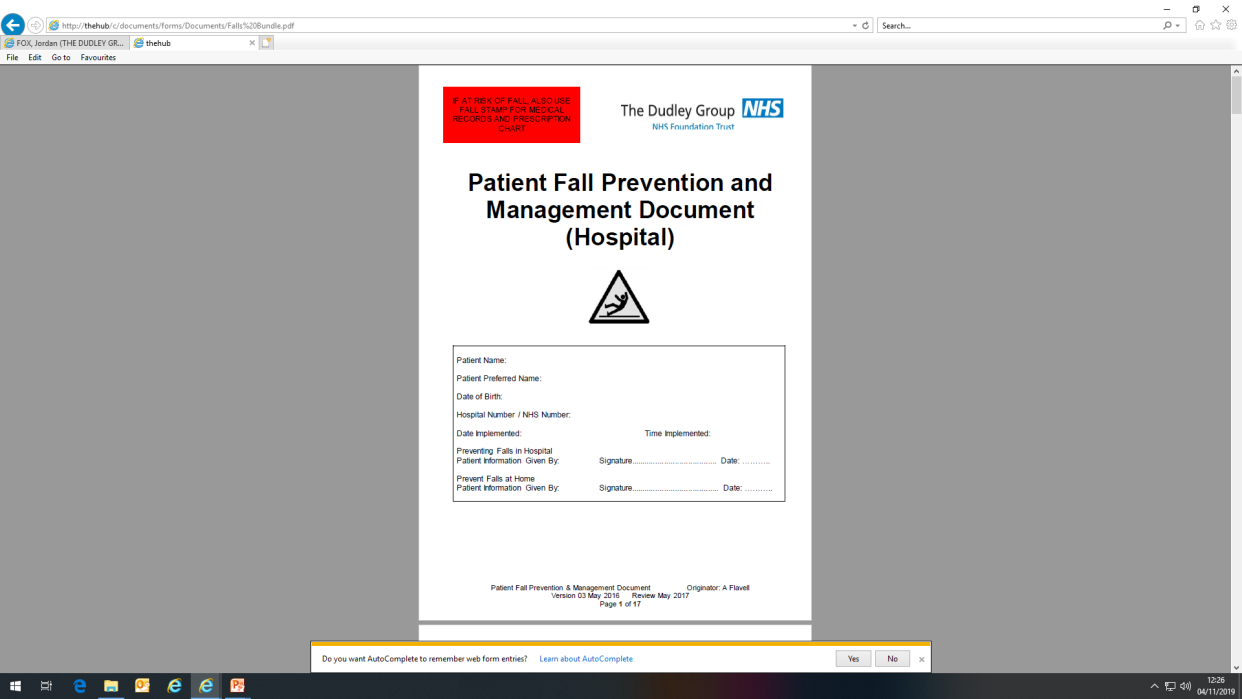 http://thehub/c/documents/forms/Documents/Falls%20Bundle.pdf
Search...
FOX, Jordan (THE DUDLEY GR...
thehub
File Edit Go to Favourites
IF AT RISK OF FALL, ALSO USE
FALL STAMP FOR MEDICAL
RECORDS AND PRESCRIPTION
CHART
The Dudley Group NHS
NHS Foundation Trust
Patient Fall Prevention and
Management Document
(Hospital)
Patient Name:
Patient Preferred Name:
Date of Birth:
Hospital Number / NHS Number:
Date Implemented: Time Implemented:
Preventing Falls in Hospital
Patient Information Given By: Signature.................................... Date: ...........
Prevent Falls at Home
Patient Information Given By: Signature..................................... Date: ...........
Patient Fall Prevention & Management Document Originator: A Flavell
Version 03 May 2016 Review May 2017
Page 1 of 17
Do you want AutoComplete to remember web form entries? Learn about AutoComplete Yes No
12:26
04/11/2019